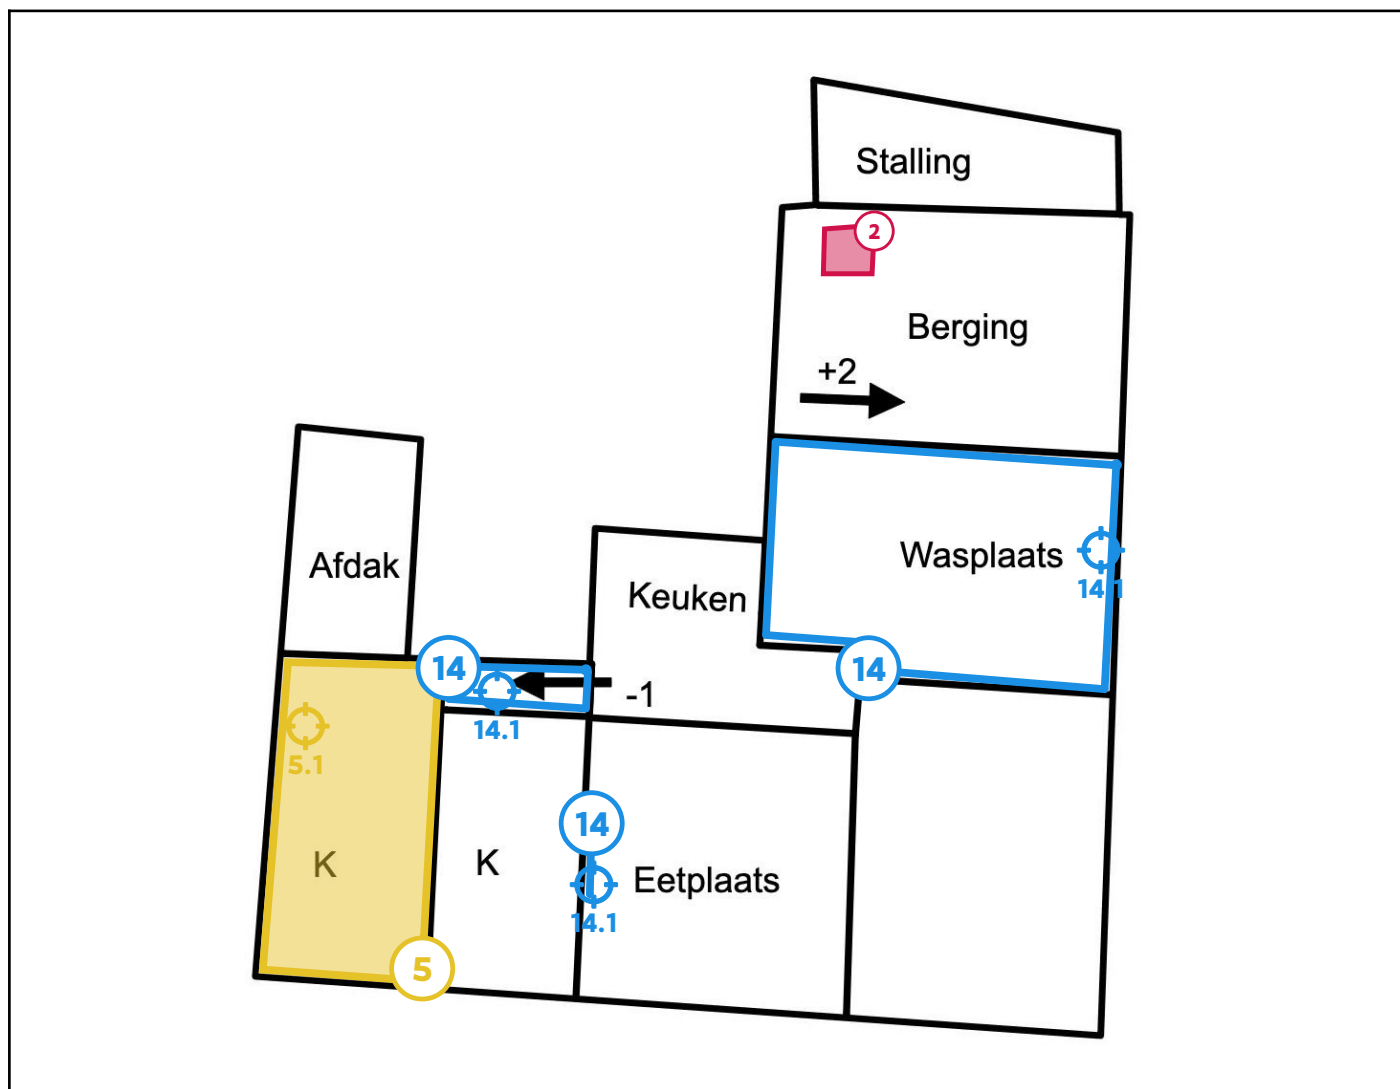 Stalling
2
Berging
+2
Afdak
Wasplaats
14.1
Keuken
14
14
-1
14.1
5.1
14
K
K
Eetplaats
14.1
5